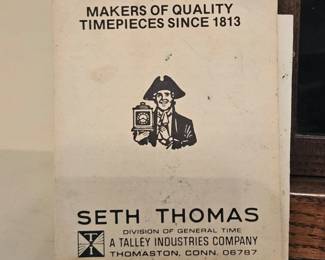 MAKERS OF QUALITY
TIMEPIECES SINCE 1813
SETH THOMAS
DIVISION OF GENERAL TIME
A TALLEY INDUSTRIES COMPANY
THOMASTON, CONN. 06787